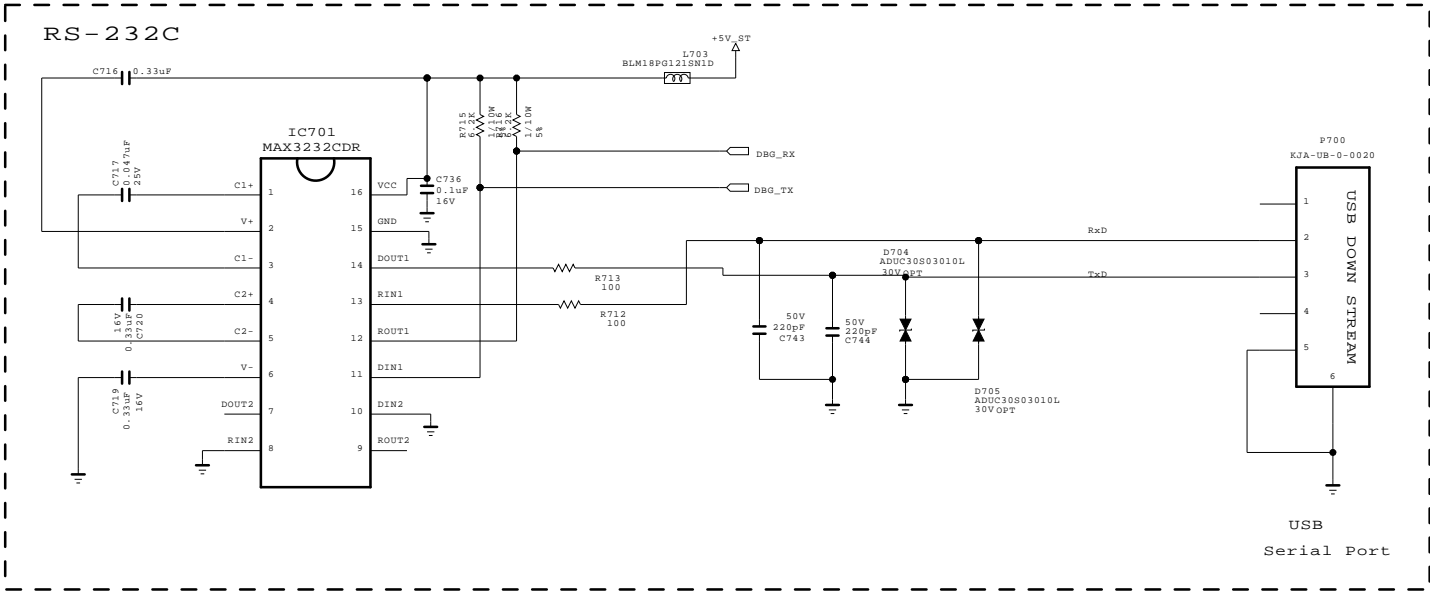 RS-232C
+5V_ST
L703
BLM18PG121SN1D
C716
0.33uF
R715
6.2K
1/10W
5%
R716
6.2K
1/10W
5%
IC701
MAX3232CDR
C717
0.047uF
25V
C1+
1
V+
2
C1-
3
C2+
4
C2-
5
V-
6
DOUT2
7
RIN2
8
16
VCC
15
GND
14
DOUT1
13
RIN1
12
ROUT1
11
DIN1
10
DIN2
9
ROUT2
16V
0.33uF
C720
C719
0.33uF
16V
C736
0.1uF
16V
DBG_RX
DBG_TX
R713
100
R712
100
50V
220pF
C743
50V
220pF
C744
D704
ADUC30S03010L
30V
OPT
D705
ADUC30S03010L
30V
OPT
RxD
TxD
P700
KJA-UB-0-0020
1
2
3
4
5
6
USB DOWN STREAM
USB
Serial Port